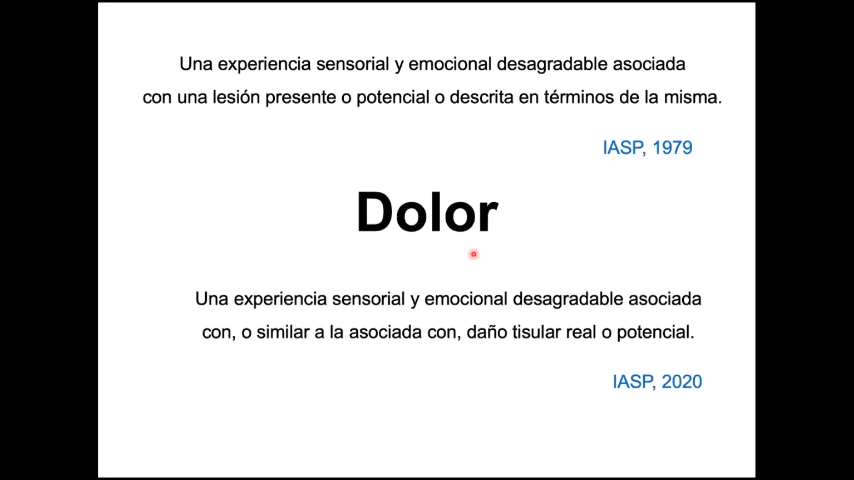 Una experiencia sensorial y emocional desagradable asociada
con una lesión presente o potencial o descrita en términos de la misma.
IASP, 1979
Dolor
Una experiencia sensorial y emocional desagradable asociada
con, o similar a la asociada con, daño tisular real o potencial.
IASP, 2020